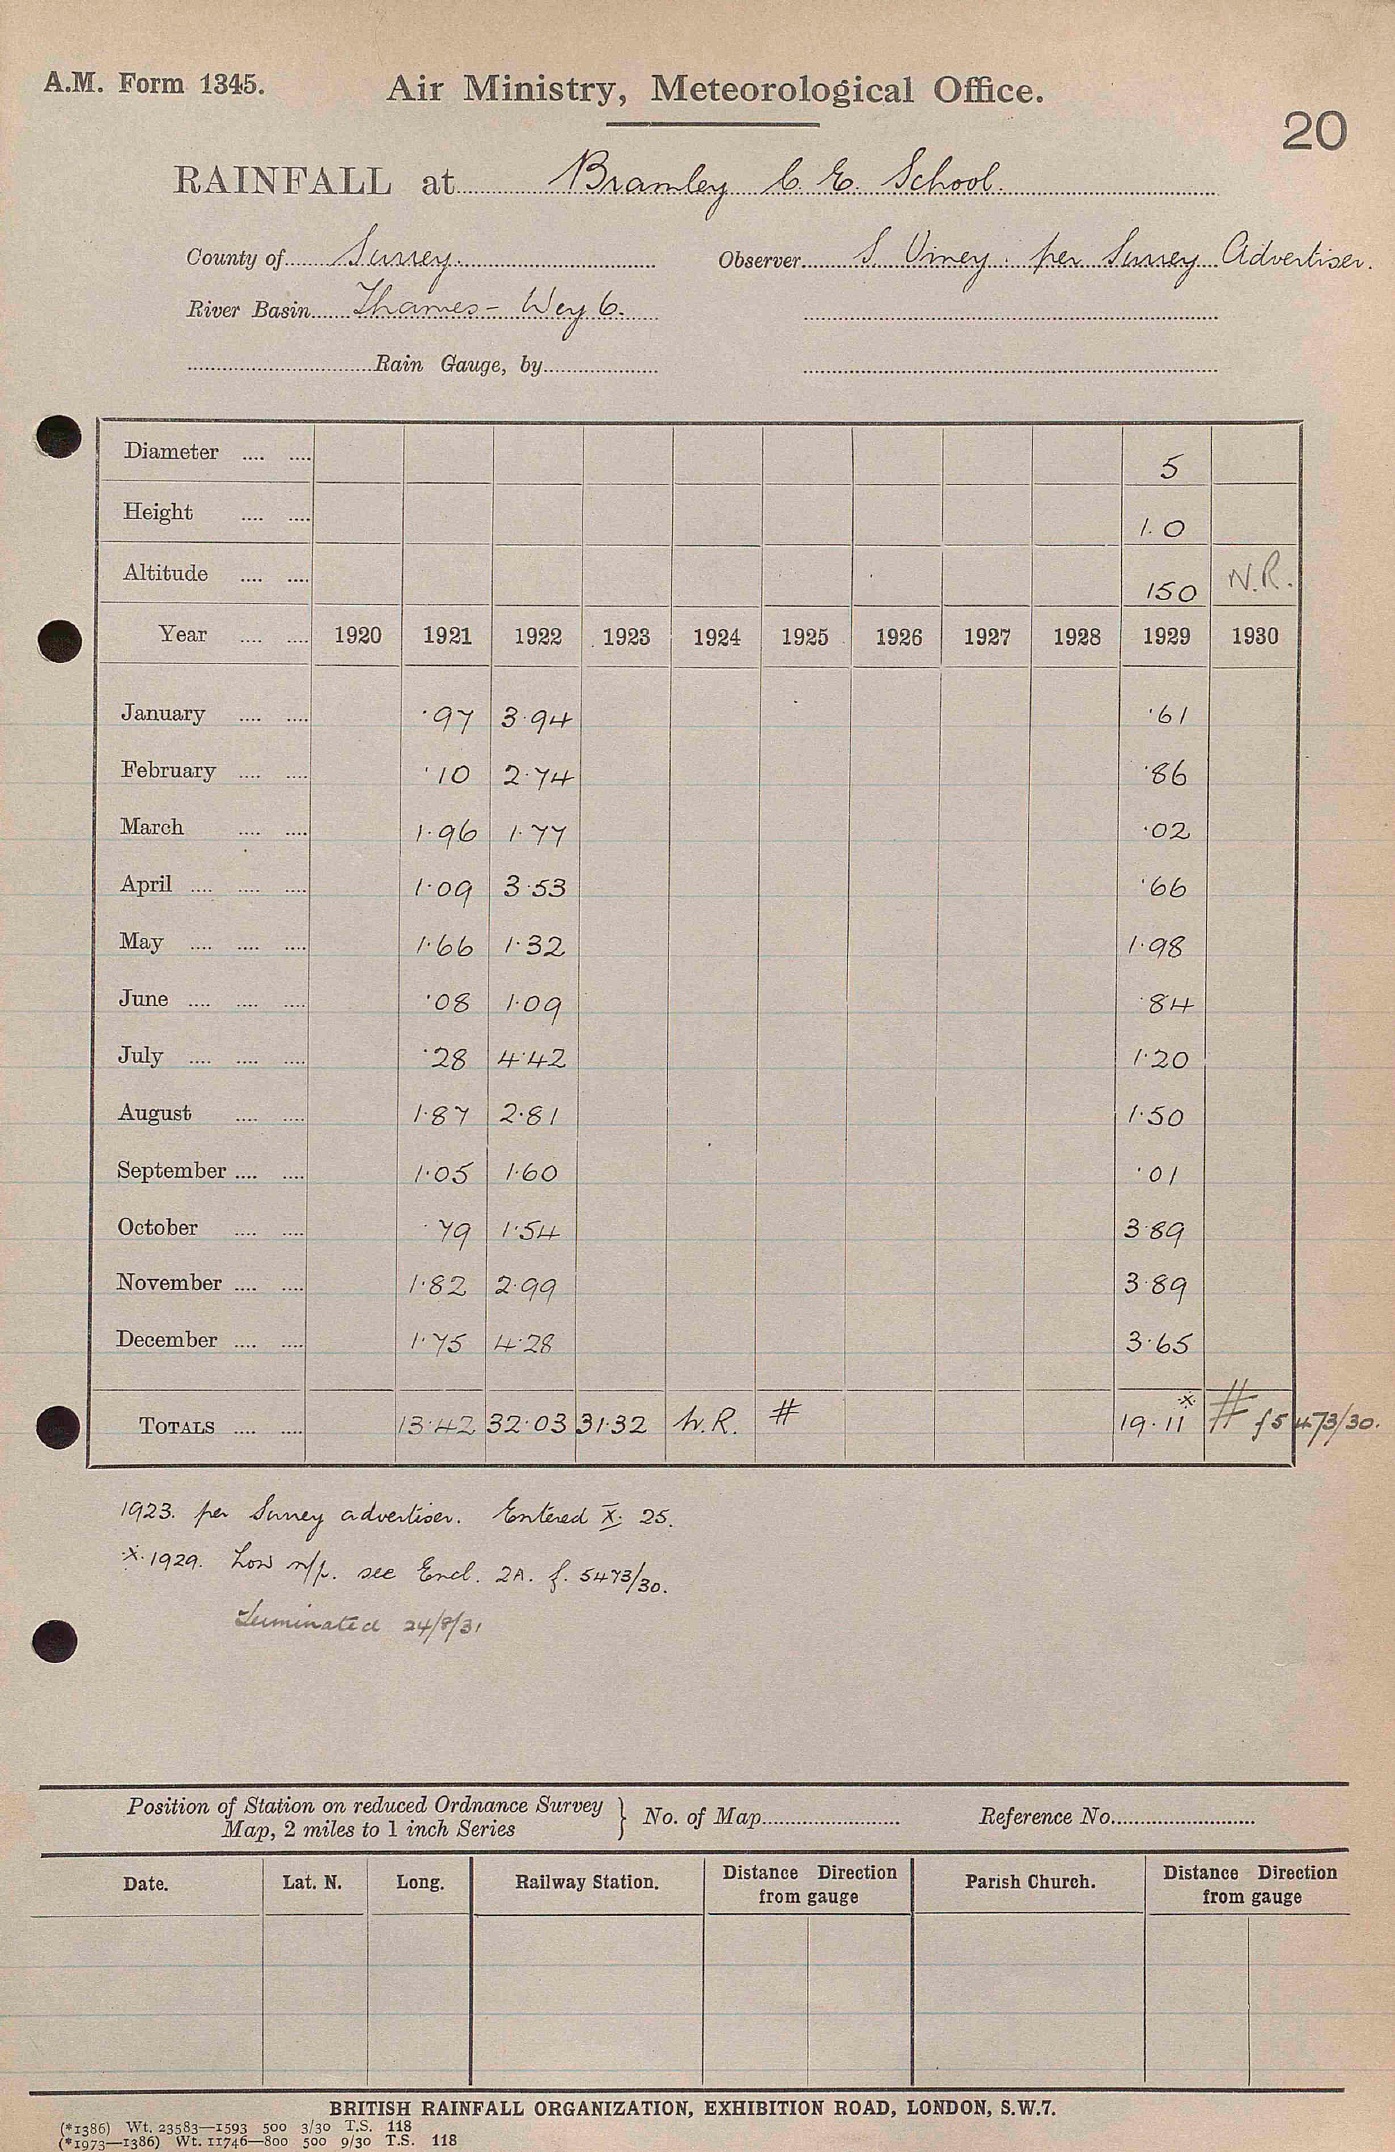 A.M. Form 1345.
Air Ministry, Meteorological Office.
20
RAINFALL at Bramley C. E. School.
County of Surrey. Observer S. Viney. per Surrey Advertiser.
River Basin Thames - Wey 6.
Rain Gauge, by
Diameter .... .... 5
Height .... .... 1.0
Altitude .... .... 150 N.R.
Year .... .... 1920 1921 1922 1923 1924 1925 1926 1927 1928 1929 1930
January .... .... ·97 3·94 ·61
February .... .... ·10 2·74 ·86
March .... .... 1·96 1·77 ·02
April .... .... .... 1·09 3·53 ·66
May .... .... .... 1·66 1·32 1·98
June .... .... .... ·08 1·09 ·84
July .... .... .... ·28 4·42 1·20
August .... .... 1·87 2·81 1·50
September .... .... 1·05 1·60 ·01
October .... .... ·79 1·54 3·89
November .... .... 1·82 2·99 3·89
December .... .... 1·75 4·28 3·65
TOTALS .... .... 13·42 32·03 31·32 N.R. # 19·11 x # f5473/30.
1923. per Surrey advertiser. Entered X. 25.
x 1929. Low n/p. see Encl. 2A. f. 5473/30.
Terminated 24/8/31
Position of Station on reduced Ordnance Survey
Map, 2 miles to 1 inch Series } No. of Map Reference No.
Date. Lat. N. Long. Railway Station. Distance Direction from gauge Parish Church. Distance Direction from gauge
BRITISH RAINFALL ORGANIZATION, EXHIBITION ROAD, LONDON, S.W.7.
(*1386) Wt. 23583—1593 500 3/30 T.S. 118
(*1973—1386) Wt. 11746—800 500 9/30 T.S. 118